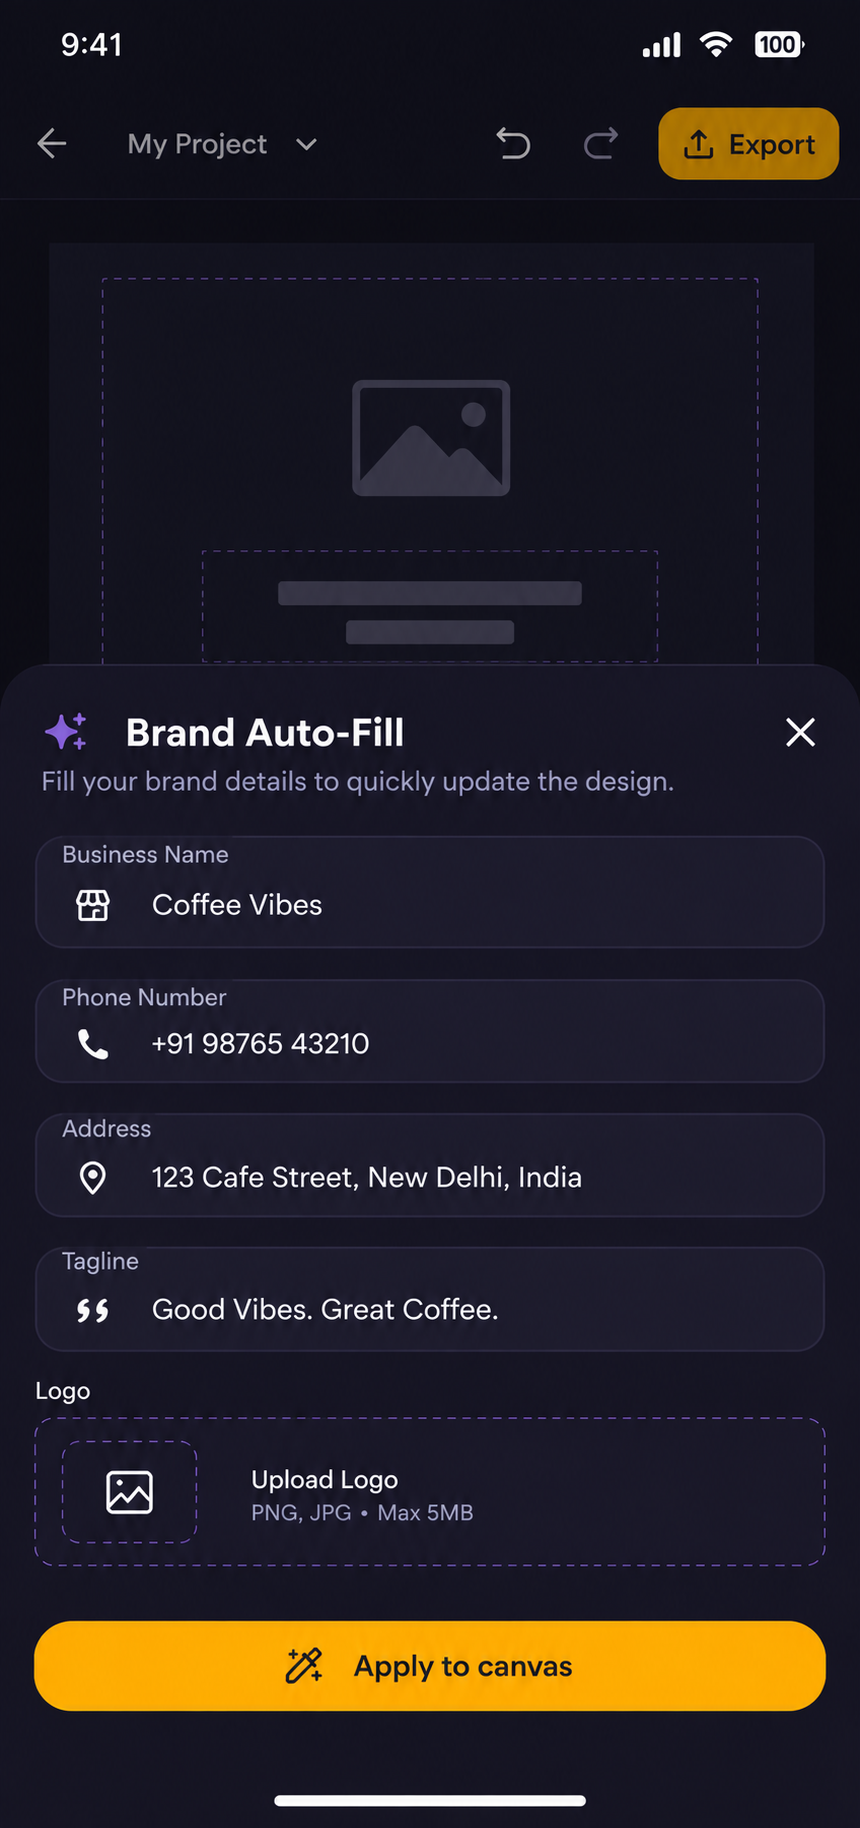 9:41
100
My Project
Export
Brand Auto-Fill
Fill your brand details to quickly update the design.
Business Name
Coffee Vibes
Phone Number
+91 98765 43210
Address
123 Cafe Street, New Delhi, India
Tagline
Good Vibes. Great Coffee.
Logo
Upload Logo
PNG, JPG • Max 5MB
Apply to canvas